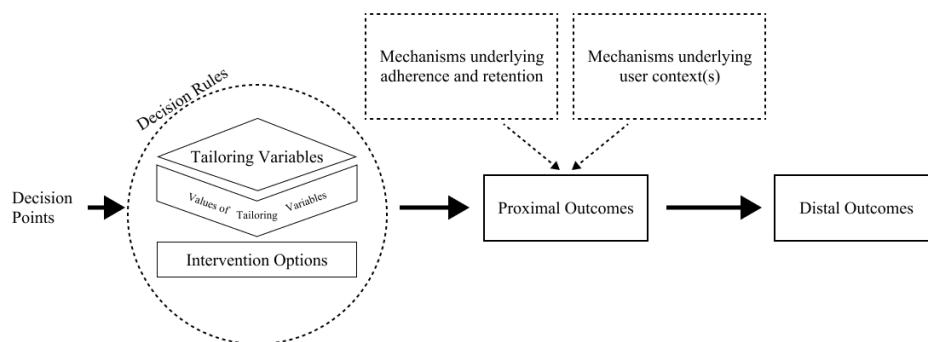 Decision
Points
Decision Rules
Tailoring Variables
Values of Tailoring Variables
Intervention Options
Mechanisms underlying
adherence and retention
Mechanisms underlying
user context(s)
Proximal Outcomes
Distal Outcomes